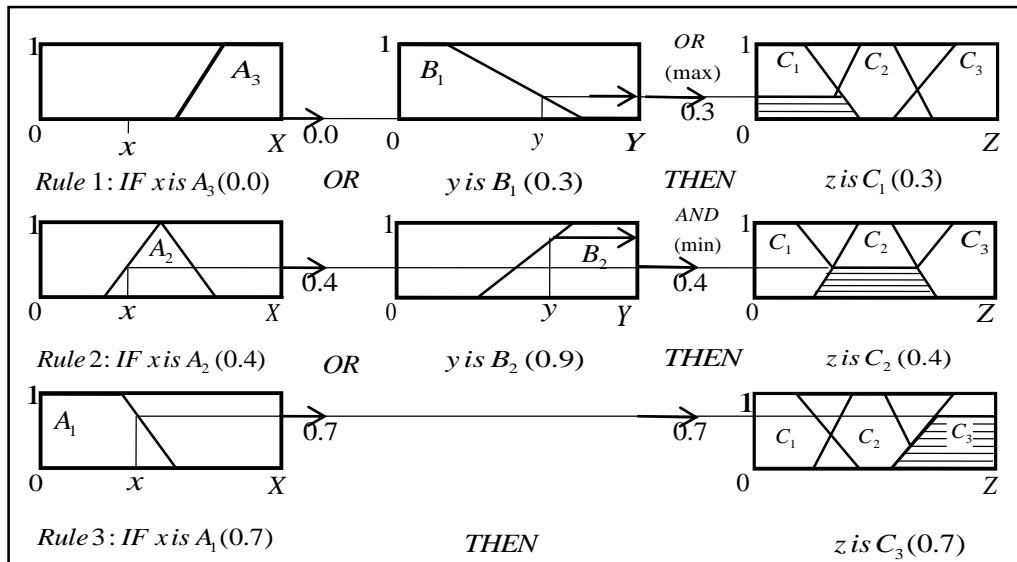 OR
(max)
1 A₃ 1 B₁ 1 C₁ C₂ C₃
0 x X 0.0 0 y Y 0.3 0 Z
Rule 1: IF x is A₃(0.0) OR y is B₁(0.3) THEN z is C₁(0.3)
AND
(min)
1 A₂ 1 B₂ 1 C₁ C₂ C₃
0 x X 0.4 0 y Y 0.4 0 Z
Rule 2: IF x is A₂(0.4) OR y is B₂(0.9) THEN z is C₂(0.4)
1 A₁ 1 C₁ C₂ C₃
0 x X 0.7 0.7 0 Z
Rule 3: IF x is A₁(0.7) THEN z is C₃(0.7)